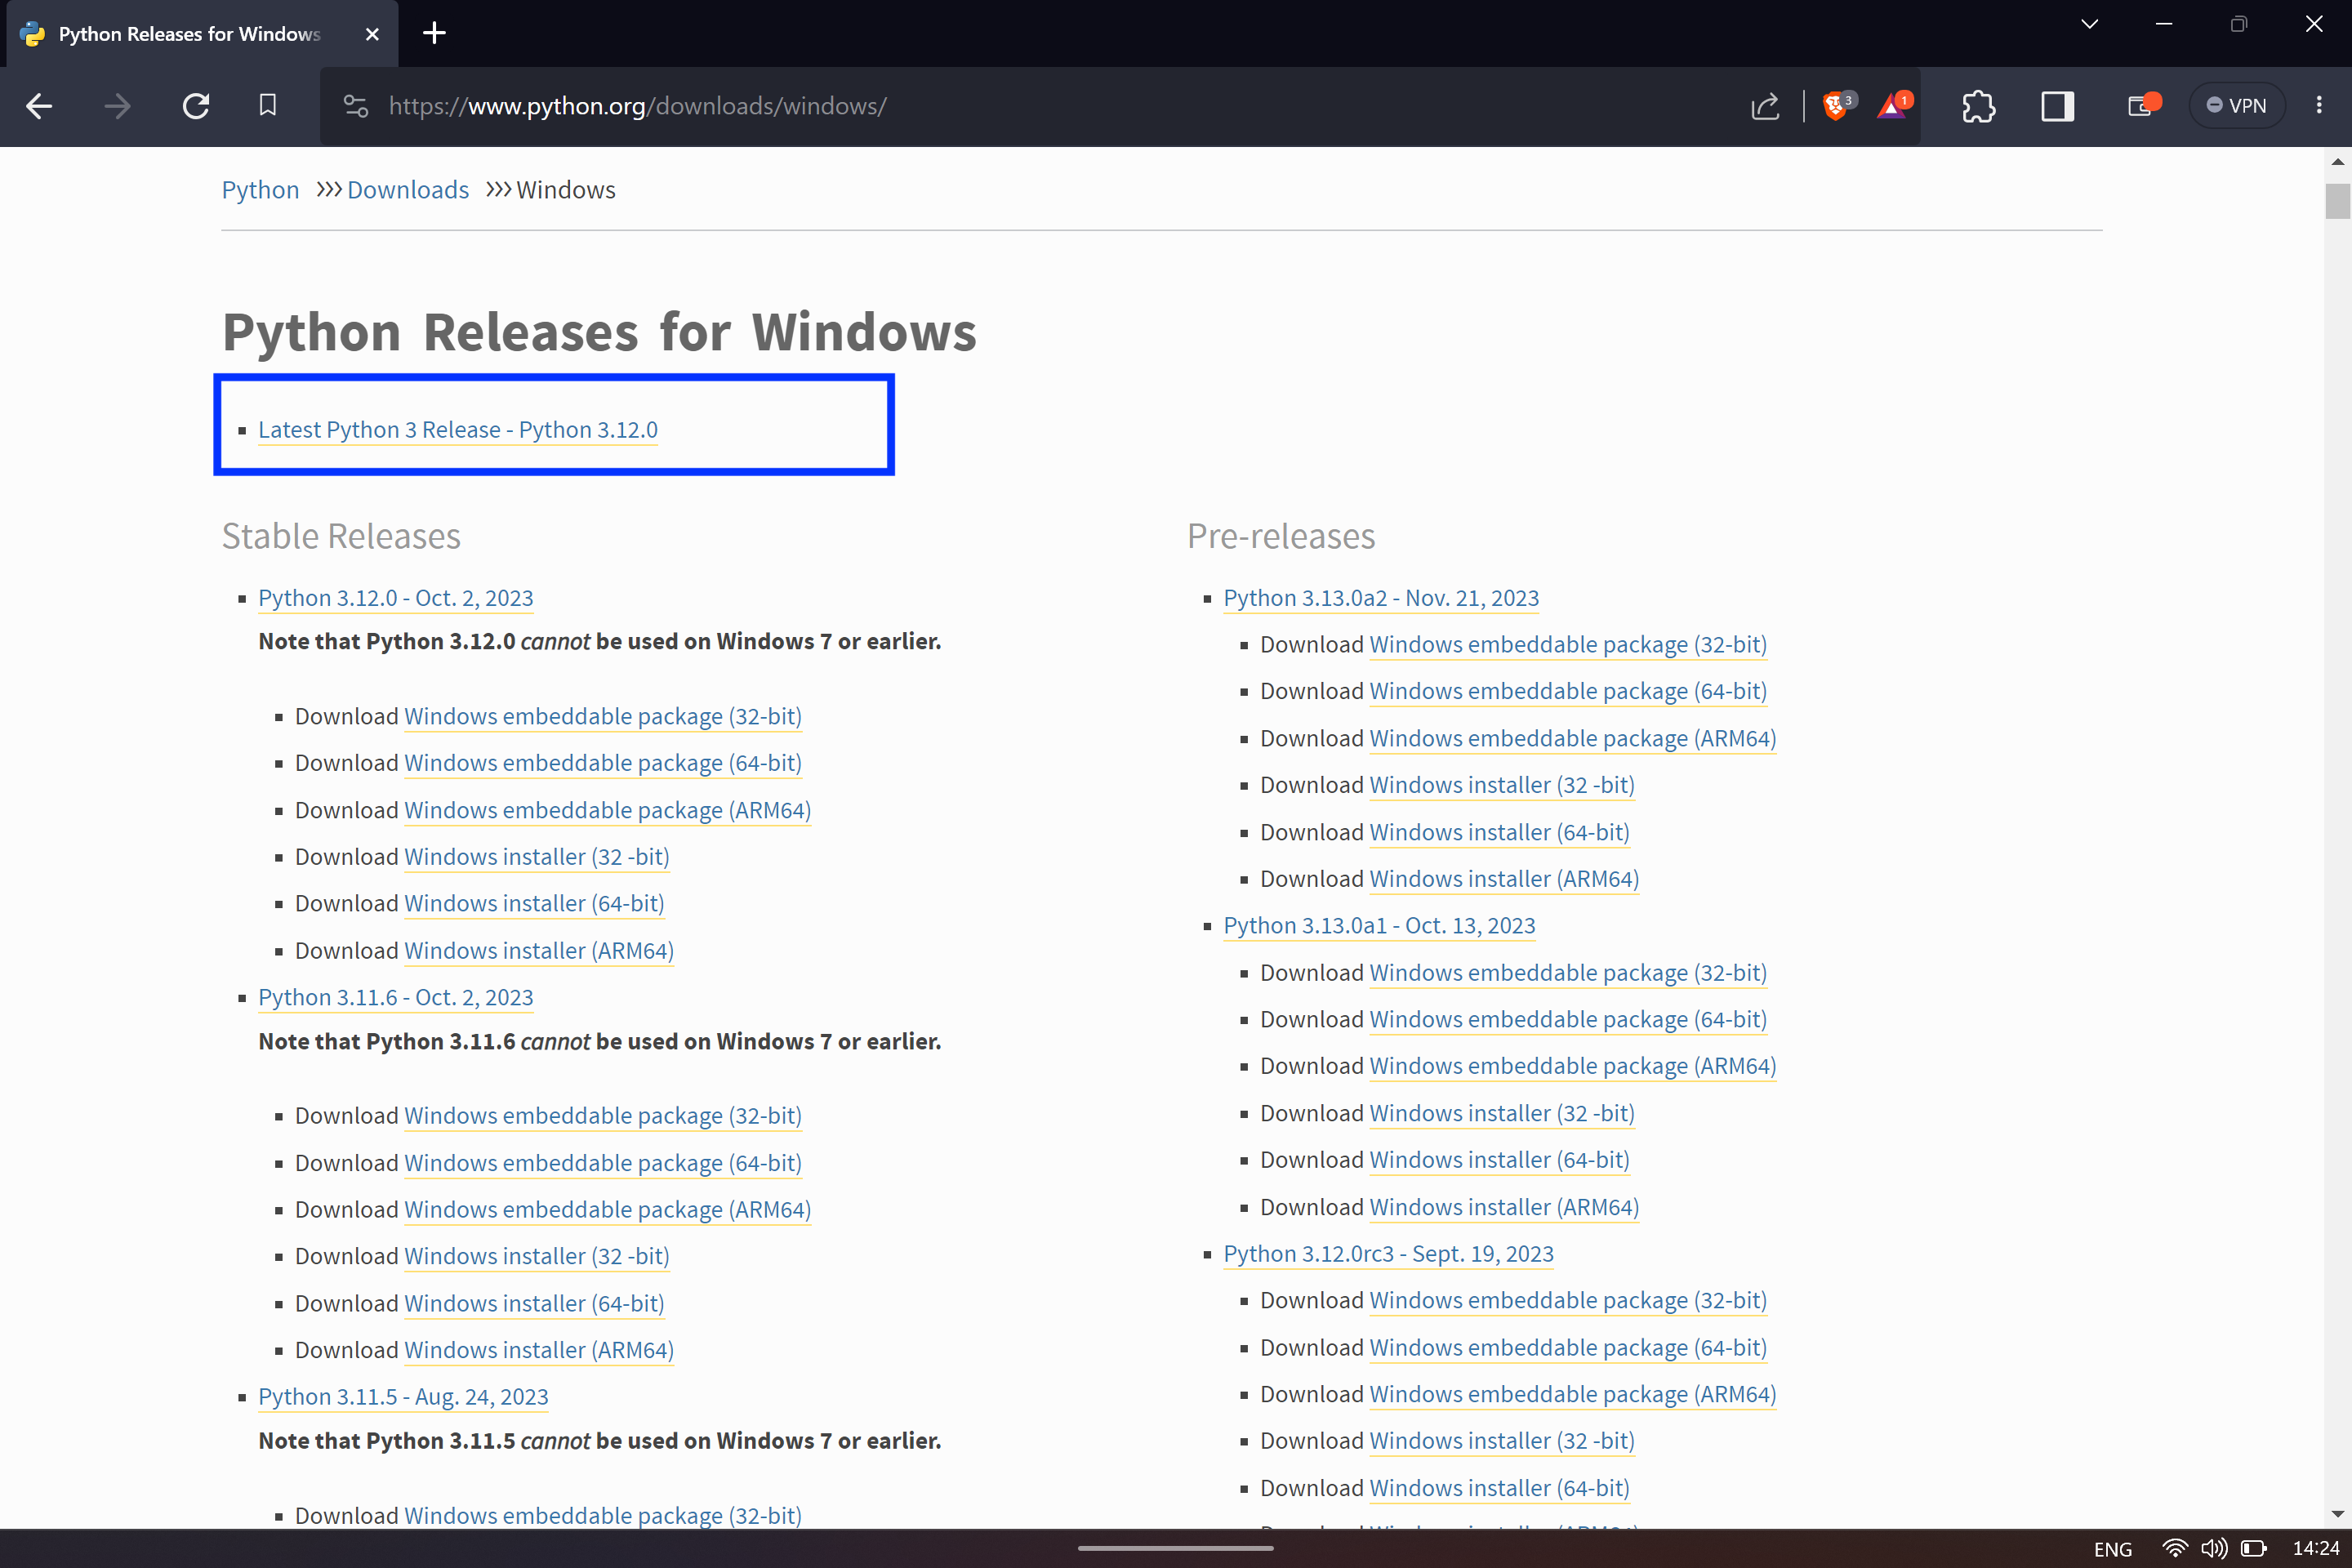 Python Releases for Windows
https://www.python.org/downloads/windows/
3
1
VPN
Python >>> Downloads >>> Windows
Python Releases for Windows
Latest Python 3 Release - Python 3.12.0
Stable Releases
Python 3.12.0 - Oct. 2, 2023
Note that Python 3.12.0 cannot be used on Windows 7 or earlier.
Download Windows embeddable package (32-bit)
Download Windows embeddable package (64-bit)
Download Windows embeddable package (ARM64)
Download Windows installer (32 -bit)
Download Windows installer (64-bit)
Download Windows installer (ARM64)
Python 3.11.6 - Oct. 2, 2023
Note that Python 3.11.6 cannot be used on Windows 7 or earlier.
Download Windows embeddable package (32-bit)
Download Windows embeddable package (64-bit)
Download Windows embeddable package (ARM64)
Download Windows installer (32 -bit)
Download Windows installer (64-bit)
Download Windows installer (ARM64)
Python 3.11.5 - Aug. 24, 2023
Note that Python 3.11.5 cannot be used on Windows 7 or earlier.
Download Windows embeddable package (32-bit)
Pre-releases
Python 3.13.0a2 - Nov. 21, 2023
Download Windows embeddable package (32-bit)
Download Windows embeddable package (64-bit)
Download Windows embeddable package (ARM64)
Download Windows installer (32 -bit)
Download Windows installer (64-bit)
Download Windows installer (ARM64)
Python 3.13.0a1 - Oct. 13, 2023
Download Windows embeddable package (32-bit)
Download Windows embeddable package (64-bit)
Download Windows embeddable package (ARM64)
Download Windows installer (32 -bit)
Download Windows installer (64-bit)
Download Windows installer (ARM64)
Python 3.12.0rc3 - Sept. 19, 2023
Download Windows embeddable package (32-bit)
Download Windows embeddable package (64-bit)
Download Windows embeddable package (ARM64)
Download Windows installer (32 -bit)
Download Windows installer (64-bit)
ENG
14:24